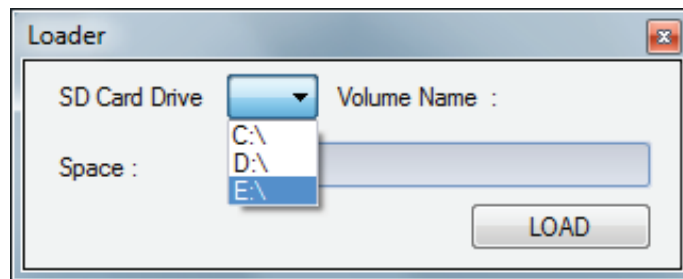 Loader
SD Card Drive
Volume Name :
C:\
D:\
E:\
Space :
LOAD